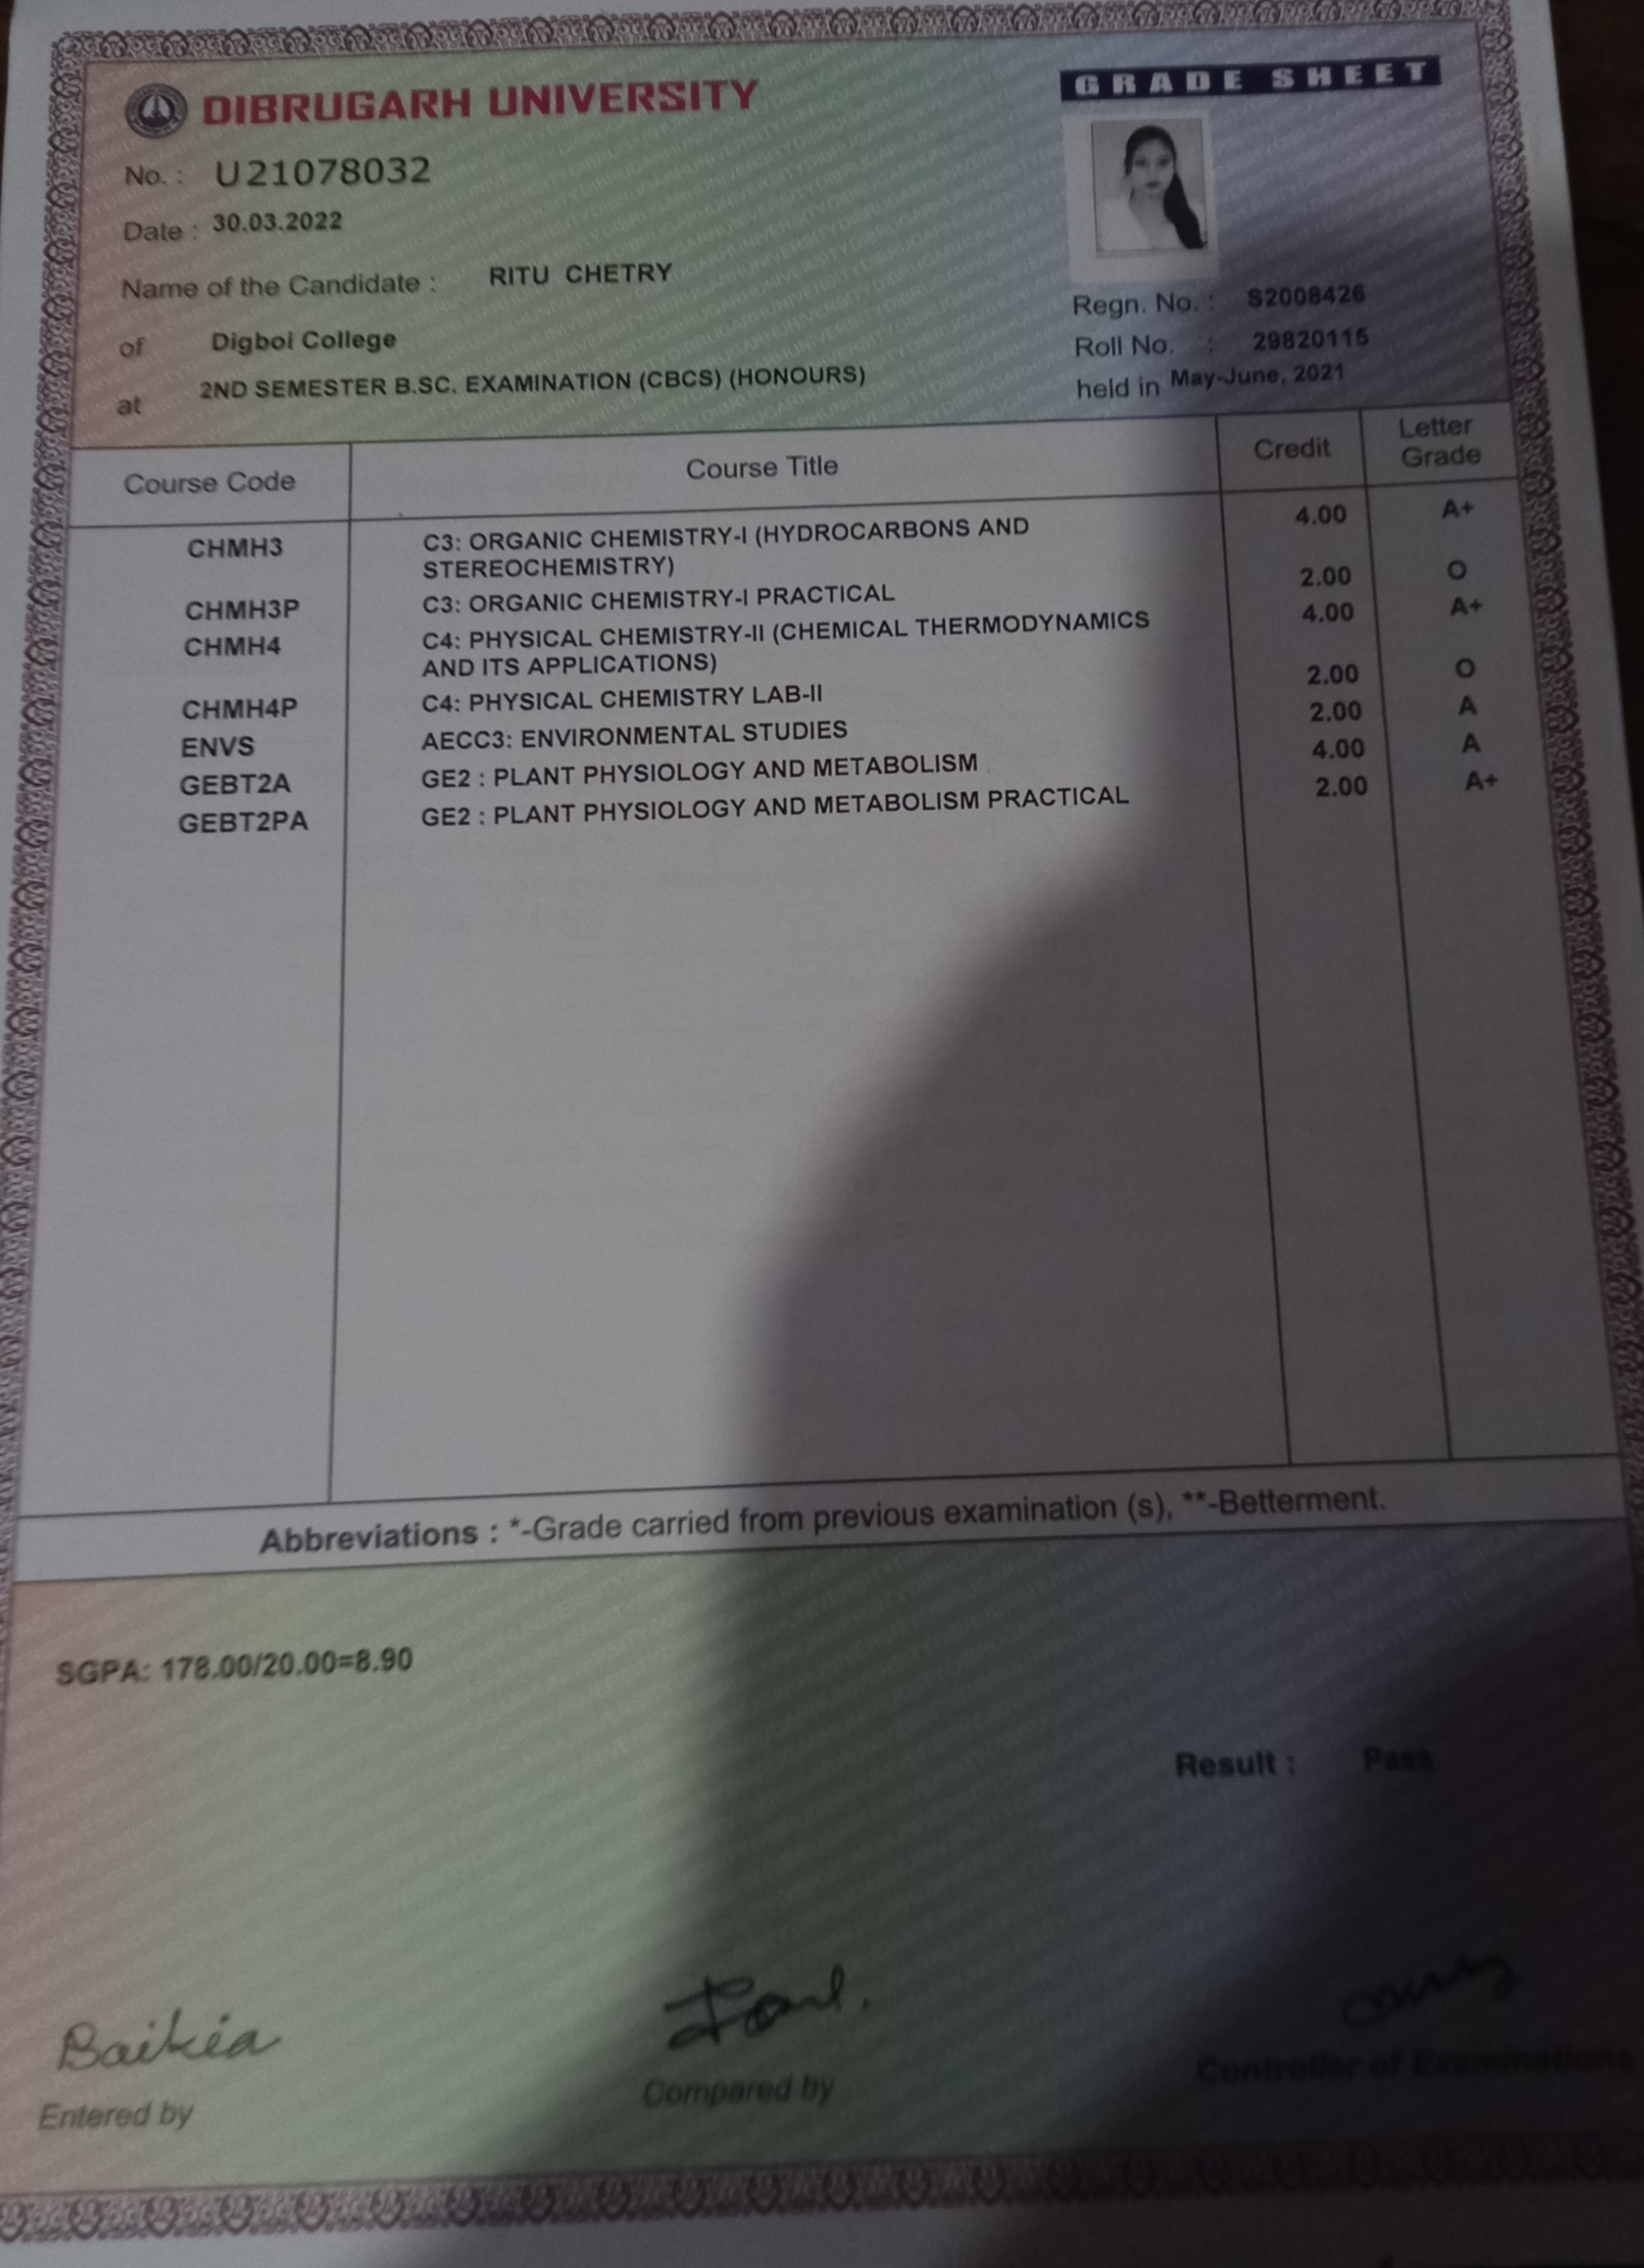 DIBRUGARH UNIVERSITY
GRADE SHEET
No. : U21078032
Date : 30.03.2022
Name of the Candidate : RITU CHETRY
Regn. No. : S2008426
of Digboi College
Roll No. : 29820115
at 2ND SEMESTER B.SC. EXAMINATION (CBCS) (HONOURS)
held in May-June, 2021
Course Code Course Title Credit Letter Grade
CHMH3 C3: ORGANIC CHEMISTRY-I (HYDROCARBONS AND 4.00 A+
STEREOCHEMISTRY)
CHMH3P C3: ORGANIC CHEMISTRY-I PRACTICAL 2.00 O
CHMH4 C4: PHYSICAL CHEMISTRY-II (CHEMICAL THERMODYNAMICS 4.00 A+
AND ITS APPLICATIONS)
CHMH4P C4: PHYSICAL CHEMISTRY LAB-II 2.00 O
ENVS AECC3: ENVIRONMENTAL STUDIES 2.00 A
GEBT2A GE2 : PLANT PHYSIOLOGY AND METABOLISM 4.00 A
GEBT2PA GE2 : PLANT PHYSIOLOGY AND METABOLISM PRACTICAL 2.00 A+
Abbreviations : *-Grade carried from previous examination (s), **-Betterment.
SGPA: 178.00/20.00=8.90
Result : Pass
Baikia
Entered by
Compared by
Controller of Examinations